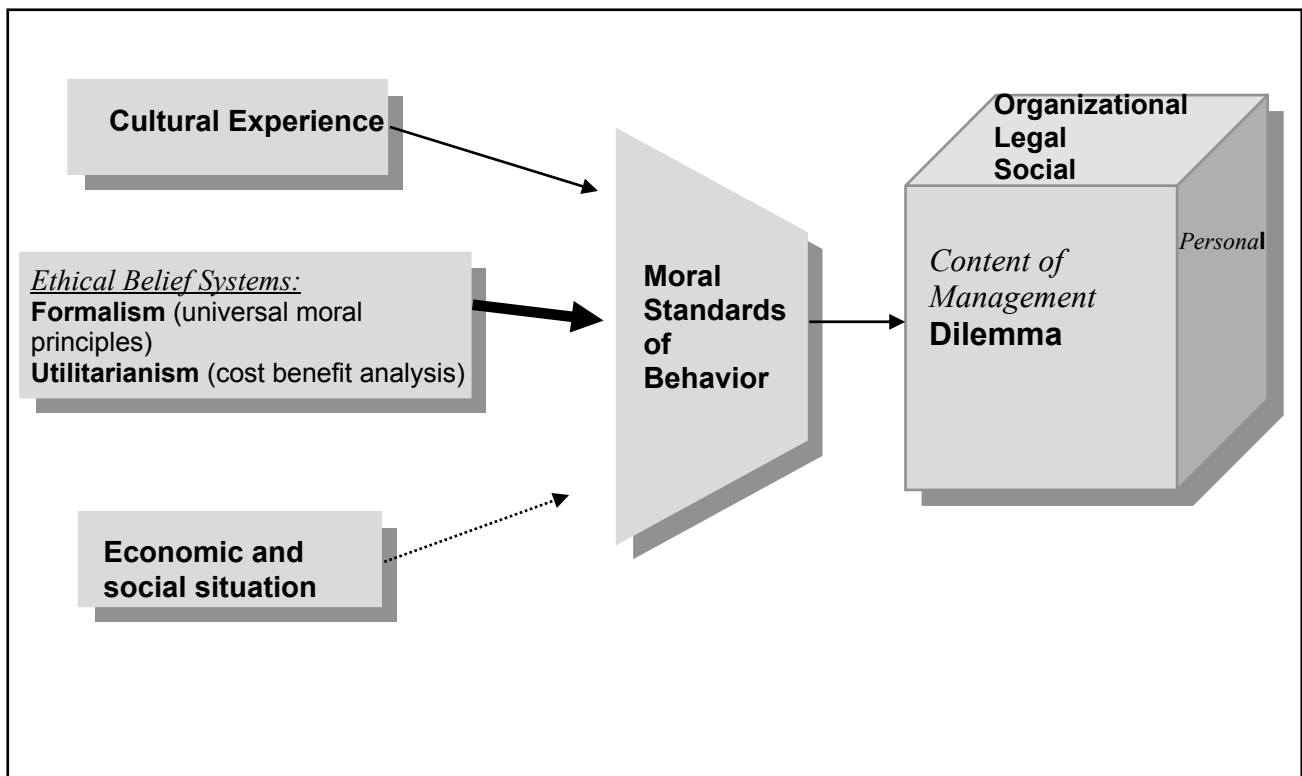 Cultural Experience
Ethical Belief Systems:
Formalism (universal moral
principles)
Utilitarianism (cost benefit analysis)
Economic and
social situation
Moral
Standards
of
Behavior
Organizational
Legal
Social
Content of
Management
Dilemma
Personal